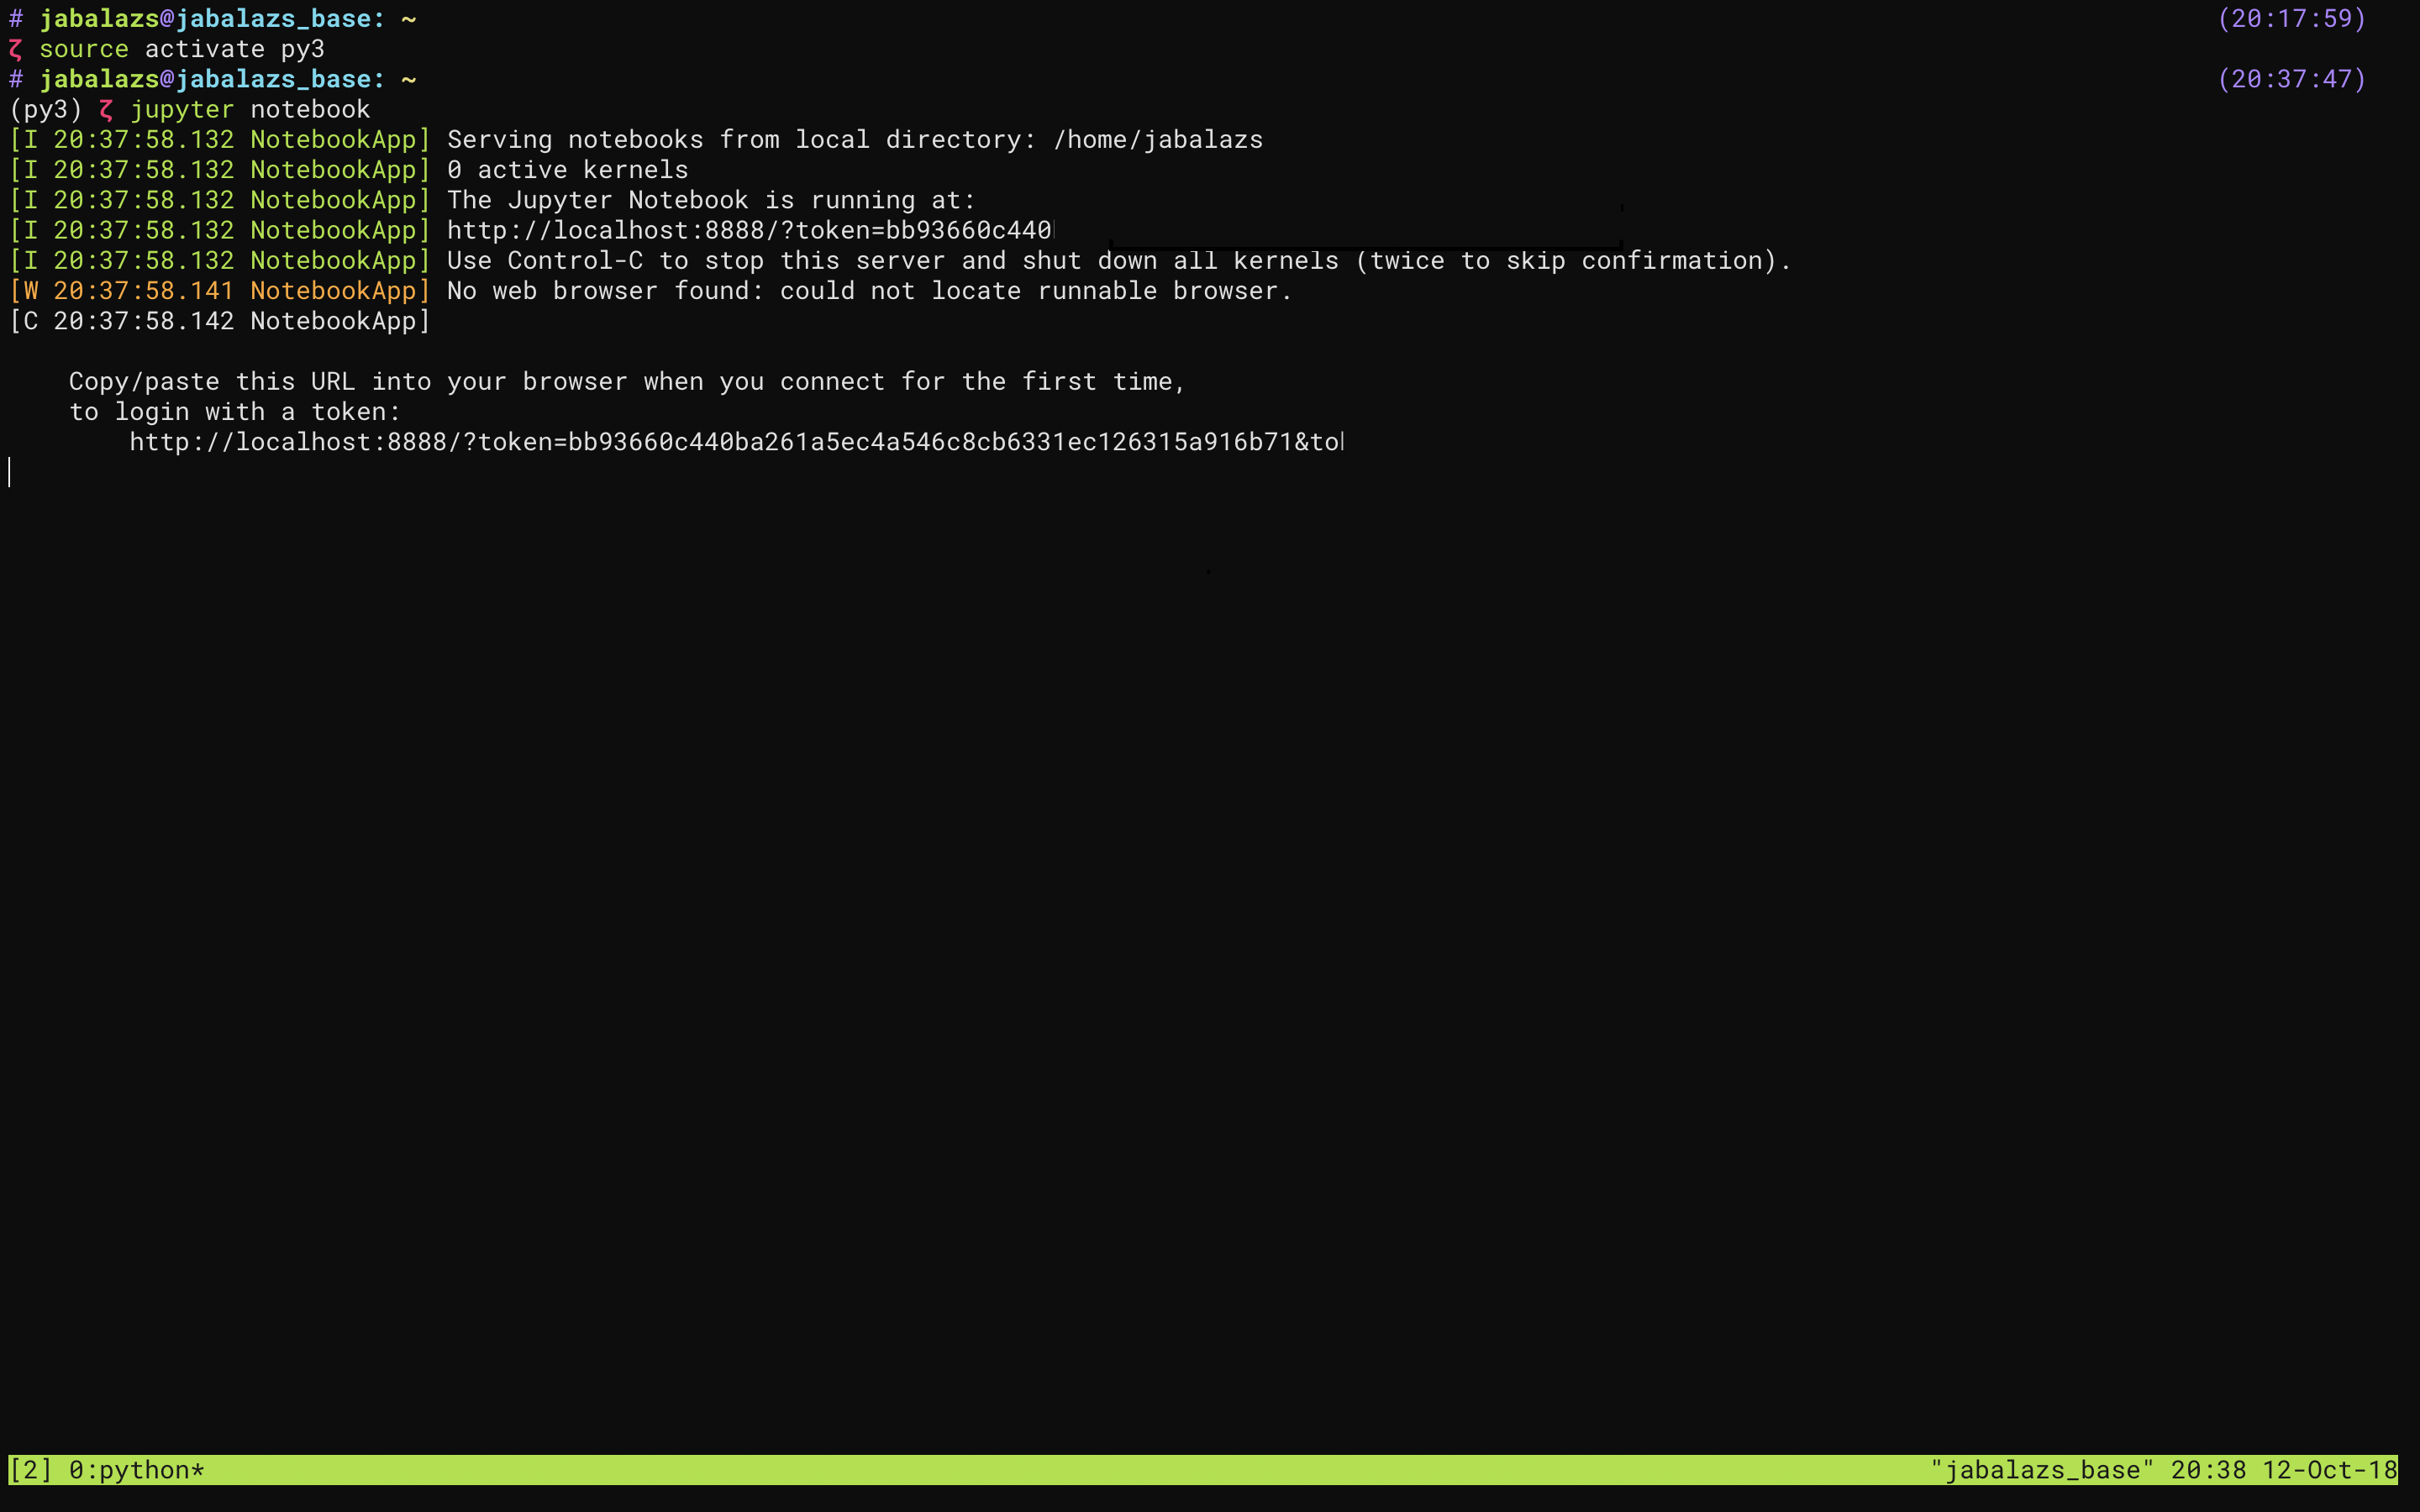 # jabalazs@jabalazs_base: ~ (20:17:59)
ζ source activate py3
# jabalazs@jabalazs_base: ~ (20:37:47)
(py3) ζ jupyter notebook
[I 20:37:58.132 NotebookApp] Serving notebooks from local directory: /home/jabalazs
[I 20:37:58.132 NotebookApp] 0 active kernels
[I 20:37:58.132 NotebookApp] The Jupyter Notebook is running at:
[I 20:37:58.132 NotebookApp] http://localhost:8888/?token=bb93660c440
[I 20:37:58.132 NotebookApp] Use Control-C to stop this server and shut down all kernels (twice to skip confirmation).
[W 20:37:58.141 NotebookApp] No web browser found: could not locate runnable browser.
[C 20:37:58.142 NotebookApp]
Copy/paste this URL into your browser when you connect for the first time,
to login with a token:
http://localhost:8888/?token=bb93660c440ba261a5ec4a546c8cb6331ec126315a916b71&to
[2] 0:python* "jabalazs_base" 20:38 12-Oct-18